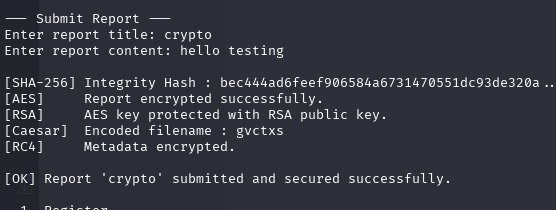 ── Submit Report ──
Enter report title: crypto
Enter report content: hello testing
[SHA-256] Integrity Hash : bec444ad6feef906584a6731470551dc93de320a..
[AES]     Report encrypted successfully.
[RSA]     AES key protected with RSA public key.
[Caesar]  Encoded filename : gvctxs
[RC4]     Metadata encrypted.
[OK] Report 'crypto' submitted and secured successfully.
1. Register